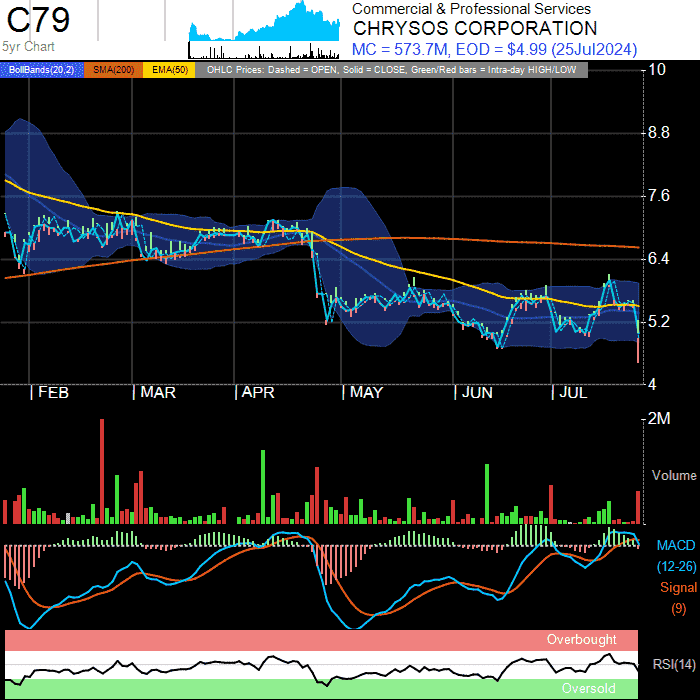 C79
5yr Chart
Commercial & Professional Services
CHRYSOS CORPORATION
MC = 573.7M, EOD = $4.99 (25Jul2024)
BollBands(20,2) SMA(200) EMA(50) OHLC Prices: Dashed = OPEN, Solid = CLOSE, Green/Red bars = Intra-day HIGH/LOW
10
8.8
7.6
6.4
5.2
4
FEB MAR APR MAY JUN JUL
2M
Volume
MACD
(12-26)
Signal
(9)
Overbought
RSI(14)
Oversold